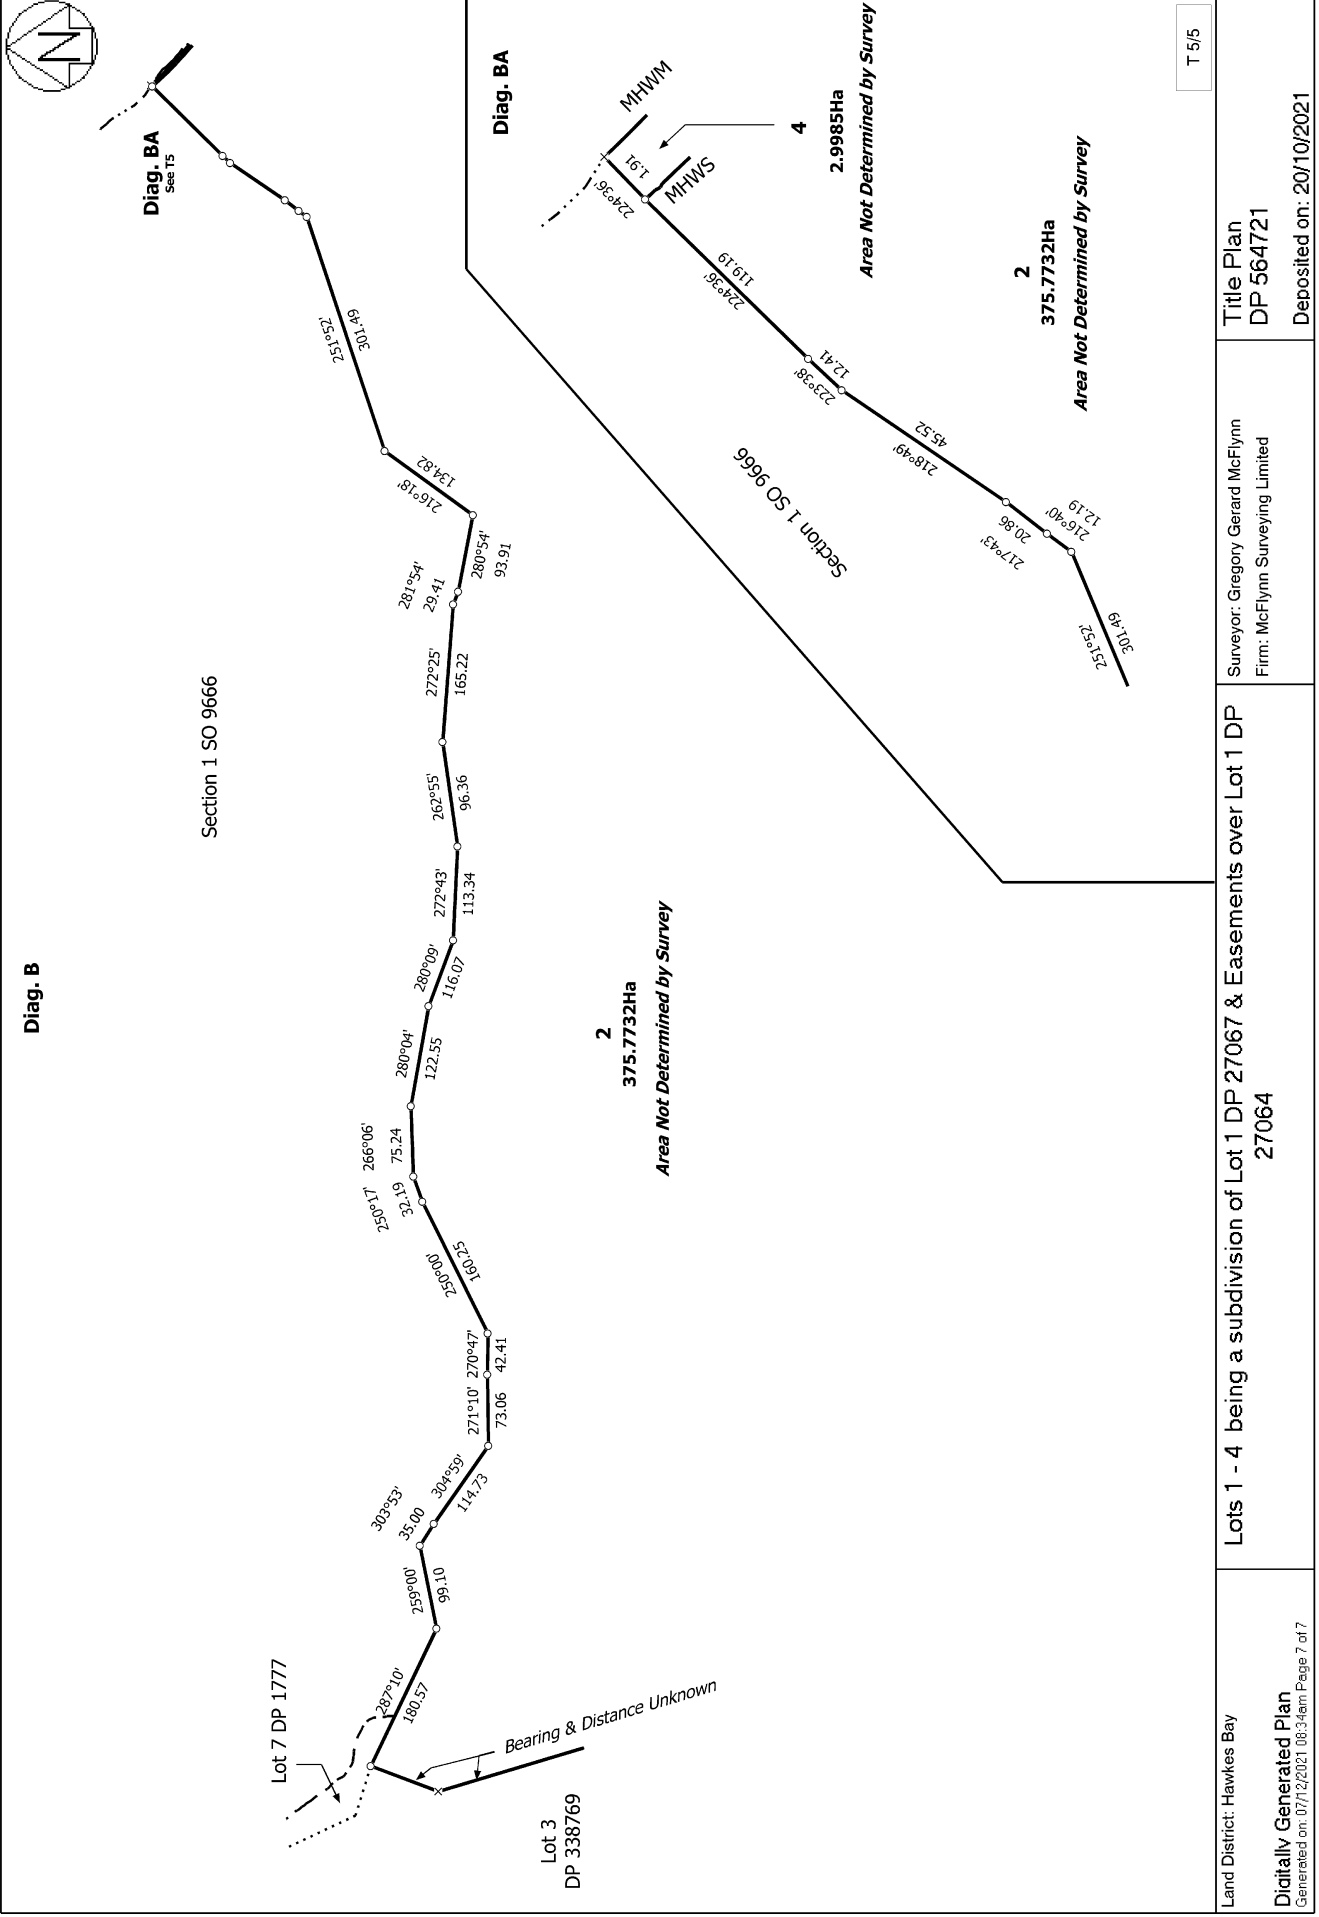 N
Diag. B
Diag. BA
See T5
Section 1 SO 9666
Lot 7 DP 1777
287°10'
180.57
259°00'
99.10
303°53'
35.00
304°59'
114.73
271°10'
73.06
270°47'
42.41
250°00'
160.25
250°17'
32.19
266°06'
75.24
280°04'
122.55
280°09'
116.07
272°43'
113.34
262°55'
96.36
272°25'
165.22
281°54'
29.41
280°54'
93.91
216°18'
134.82
251°52'
301.49
Bearing & Distance Unknown
Lot 3
DP 338769
2
375.7732Ha
Area Not Determined by Survey
Diag. BA
MHWM
1.91
224°36'
MHWS
4
2.9985Ha
Area Not Determined by Survey
119.19
224°36'
12.41
223°38'
45.52
218°49'
20.86
217°43'
216°40'
12.19
251°52'
301.49
Section 1 SO 9666
2
375.7732Ha
Area Not Determined by Survey
T 5/5
Land District: Hawkes Bay
Digitally Generated Plan
Generated on: 07/12/2021 08:34am Page 7 of 7
Lots 1 - 4 being a subdivision of Lot 1 DP 27067 & Easements over Lot 1 DP
27064
Surveyor: Gregory Gerard McFlynn
Firm: McFlynn Surveying Limited
Title Plan
DP 564721
Deposited on: 20/10/2021